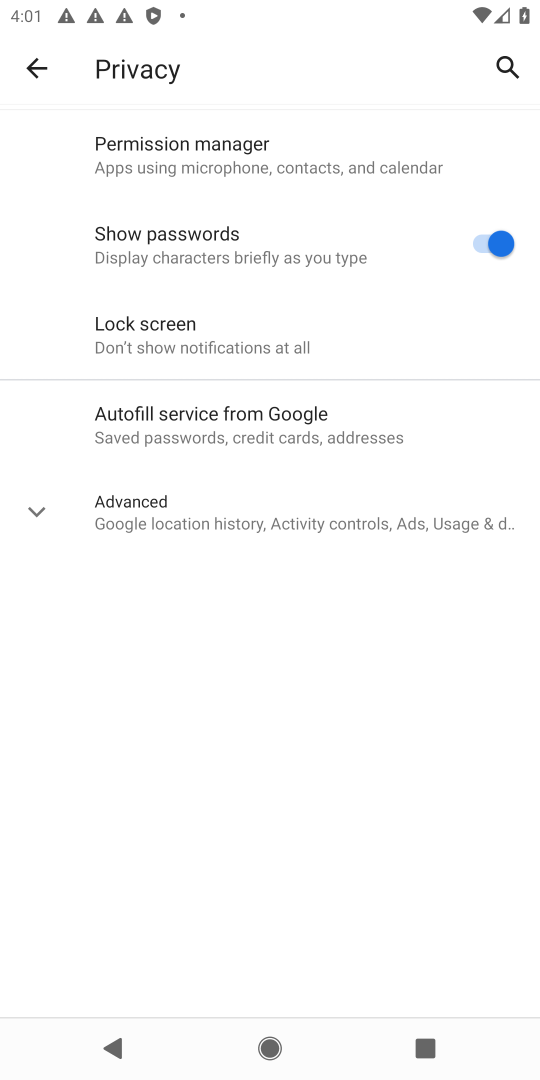 4:01
Privacy
Permission manager
Apps using microphone, contacts, and calendar
Show passwords
Display characters briefly as you type
Lock screen
Don't show notifications at all
Autofill service from Google
Saved passwords, credit cards, addresses
Advanced
Google location history, Activity controls, Ads, Usage & d..